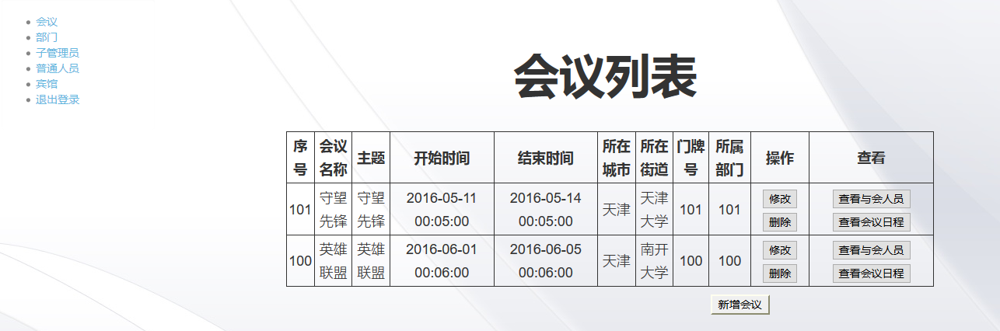 会议
部门
子管理员
普通人员
宾馆
退出登录
会议列表
序号 会议名称 主题 开始时间 结束时间 所在城市 所在街道 门牌号 所属部门 操作 查看
101 守望先锋 守望先锋 2016-05-11 00:05:00 2016-05-14 00:05:00 天津 天津大学 101 101 修改 删除 查看与会人员 查看会议日程
100 英雄联盟 英雄联盟 2016-06-01 00:06:00 2016-06-05 00:06:00 天津 南开大学 100 100 修改 删除 查看与会人员 查看会议日程
新增会议